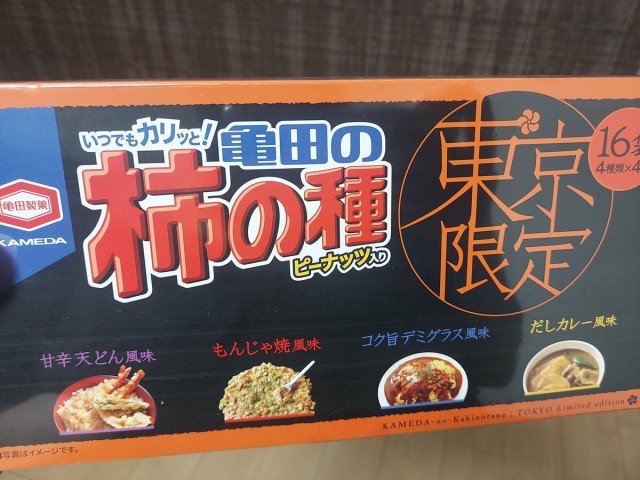 いつでもカリッと!
亀田の
柿の種
ピーナッツ入り
亀田製菓
KAMEDA
東京
限定
16
4種類×4
甘辛天どん風味
もんじゃ焼風味
コク旨デミグラス風味
だしカレー風味
KAMEDA-no-Kakinotane : TOKYO Limited edition
写真はイメージです。